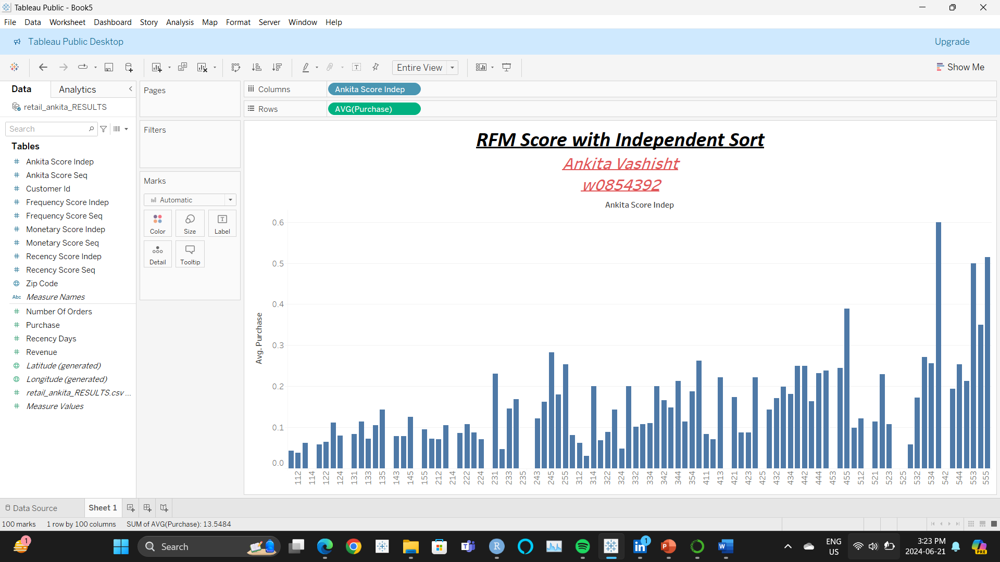 Tableau Public - Book5
File Data Worksheet Dashboard Story Analysis Map Format Server Window Help
Tableau Public Desktop
Upgrade
Entire View
Show Me
Data
Analytics
retail_ankita_RESULTS
Search
Tables
Ankita Score Indep
Ankita Score Seq
Customer Id
Frequency Score Indep
Frequency Score Seq
Monetary Score Indep
Monetary Score Seq
Recency Score Indep
Recency Score Seq
Zip Code
Abc Measure Names
Number Of Orders
Purchase
Recency Days
Revenue
Latitude (generated)
Longitude (generated)
retail_ankita_RESULTS.csv ...
Measure Values
Pages
Filters
Marks
Automatic
Color
Size
Label
Detail
Tooltip
Columns
Ankita Score Indep
Rows
AVG(Purchase)
RFM Score with Independent Sort
Ankita Vashisht
w0854392
Ankita Score Indep
Avg. Purchase
0.6
0.5
0.4
0.3
0.2
0.1
0.0
112 114 122 124 131 133 135 143 145 155 212 214 222 224 231 233 235 243 245 255 312 314 322 324 332 334 342 344 354 411 413 421 423 425 432 434 442 444 453 455 512 521 523 525 532 534 542 544 553 555
Data Source
Sheet 1
100 marks
1 row by 100 columns
SUM of AVG(Purchase): 13.5484
1
Search
1
ENG
US
3:23 PM
2024-06-21
PRE